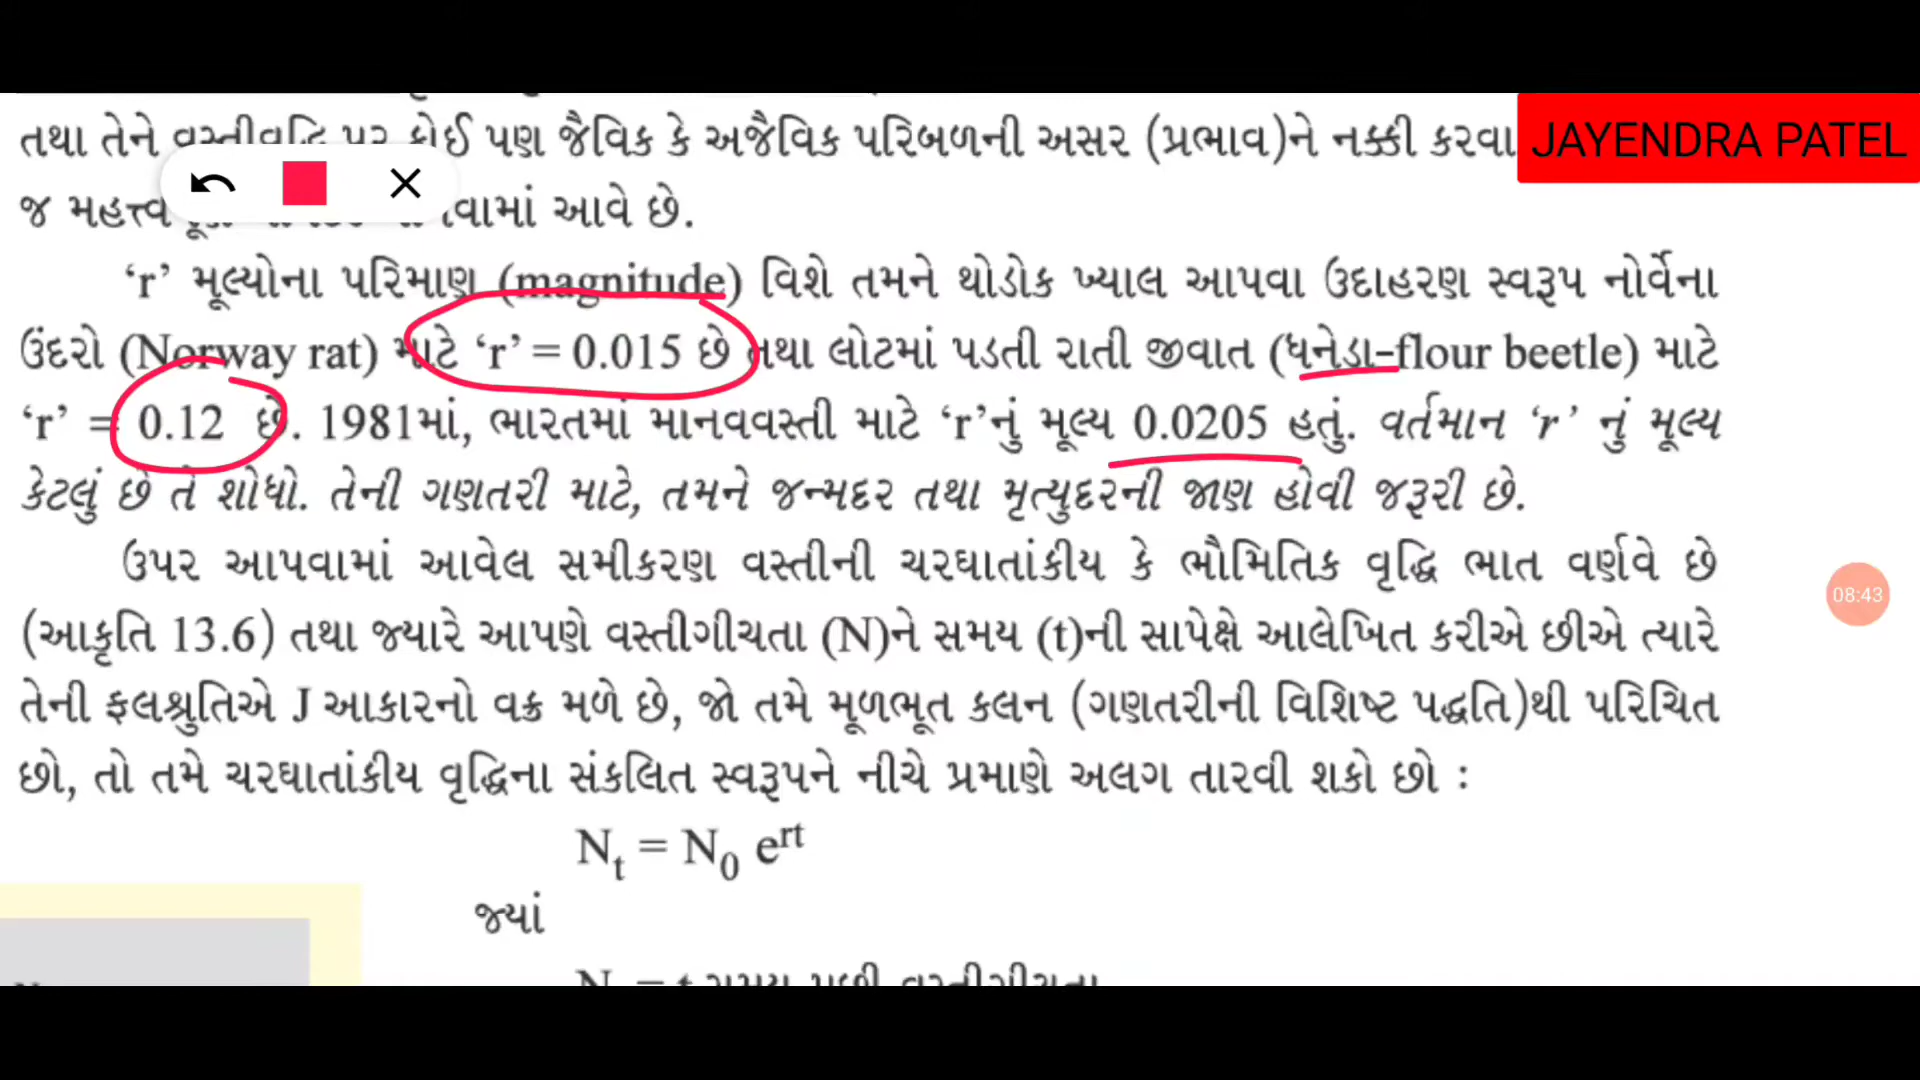 તથા તેને વસ્તીવૃદ્ધિ પર કોઈ પણ જૈવિક કે અજૈવિક પરિબળની અસર (પ્રભાવ)ને નક્કી કરવા
JAYENDRA PATEL
જ મહત્ત્વ વામાં આવે છે.
‘r’ મૂલ્યોના પરિમાણ (magnitude) વિશે તમને થોડોક ખ્યાલ આપવા ઉદાહરણ સ્વરૂપ નોર્વેના
ઉંદરો (Norway rat) માટે ‘r’ = 0.015 છે તથા લોટમાં પડતી રાતી જીવાત (ધનેડા–flour beetle) માટે
‘r’ = 0.12 છે. 1981માં, ભારતમાં માનવવસ્તી માટે ‘r’નું મૂલ્ય 0.0205 હતું. વર્તમાન ‘r’ નું મૂલ્ય
કેટલું છે તે શોધો. તેની ગણતરી માટે, તમને જન્મદર તથા મૃત્યુદરની જાણ હોવી જરૂરી છે.
ઉપર આપવામાં આવેલ સમીકરણ વસ્તીની ચરઘાતાંકીય કે ભૌમિતિક વૃદ્ધિ ભાત વર્ણવે છે
(આકૃતિ 13.6) તથા જ્યારે આપણે વસ્તીગીચતા (N)ને સમય (t)ની સાપેક્ષે આલેખિત કરીએ છીએ ત્યારે
08:43
તેની ફલશ્રુતિએ J આકારનો વક્ર મળે છે, જો તમે મૂળભૂત કલન (ગણતરીની વિશિષ્ટ પદ્ધતિ)થી પરિચિત
છો, તો તમે ચરઘાતાંકીય વૃદ્ધિના સંકલિત સ્વરૂપને નીચે પ્રમાણે અલગ તારવી શકો છો :
Nₜ = N₀ eʳᵗ
જ્યાં
= t સમય પછી વસ્તીગીચતા